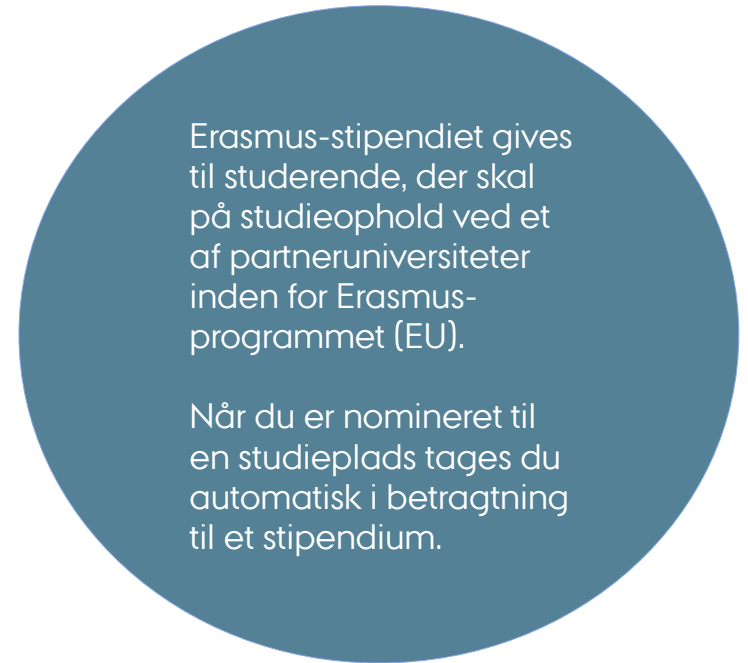 Erasmus-stipendiet gives
til studerende, der skal
på studieophold ved et
af partneruniversiteter
inden for Erasmus-
programmet (EU).
Når du er nomineret til
en studieplads tages du
automatisk i betragtning
til et stipendium.